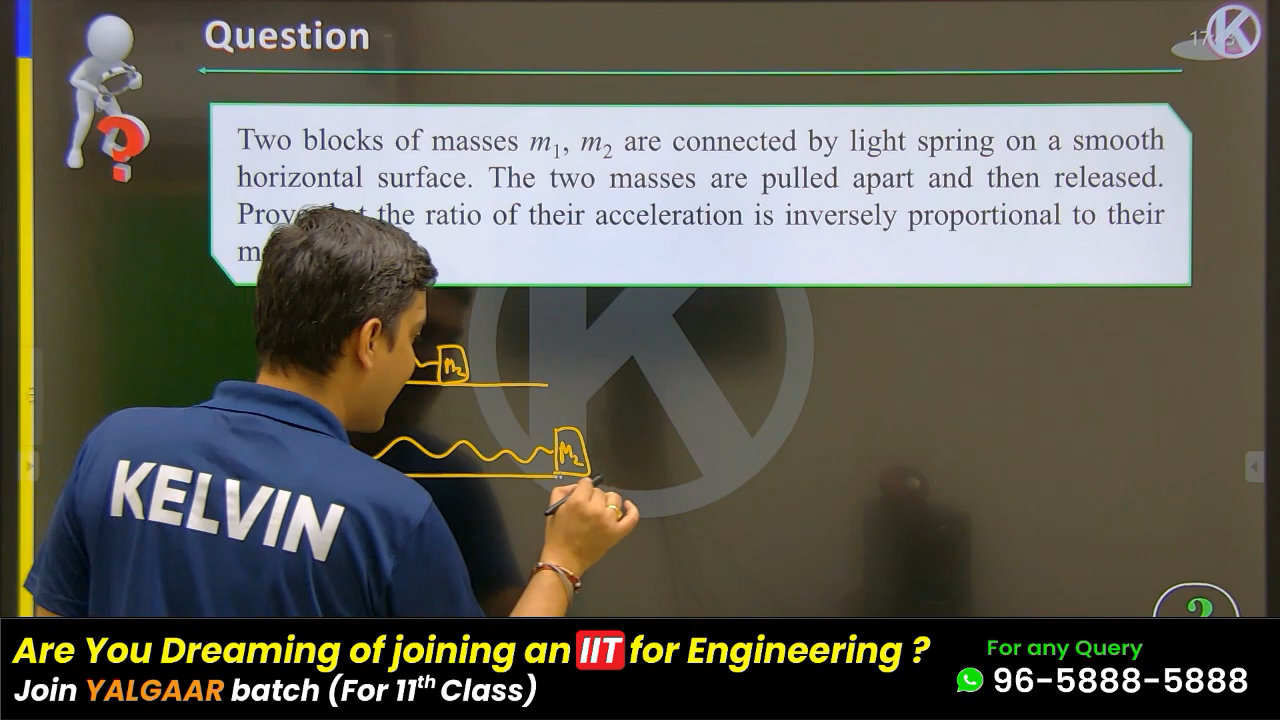 Question
Two blocks of masses m₁, m₂ are connected by light spring on a smooth
horizontal surface. The two masses are pulled apart and then released.
the ratio of their acceleration is inversely proportional to their
m₂
m₂
KELVIN
K
Are You Dreaming of joining an IIT for Engineering ?
Join YALGAAR batch (For 11th Class)
For any Query
96-5888-5888